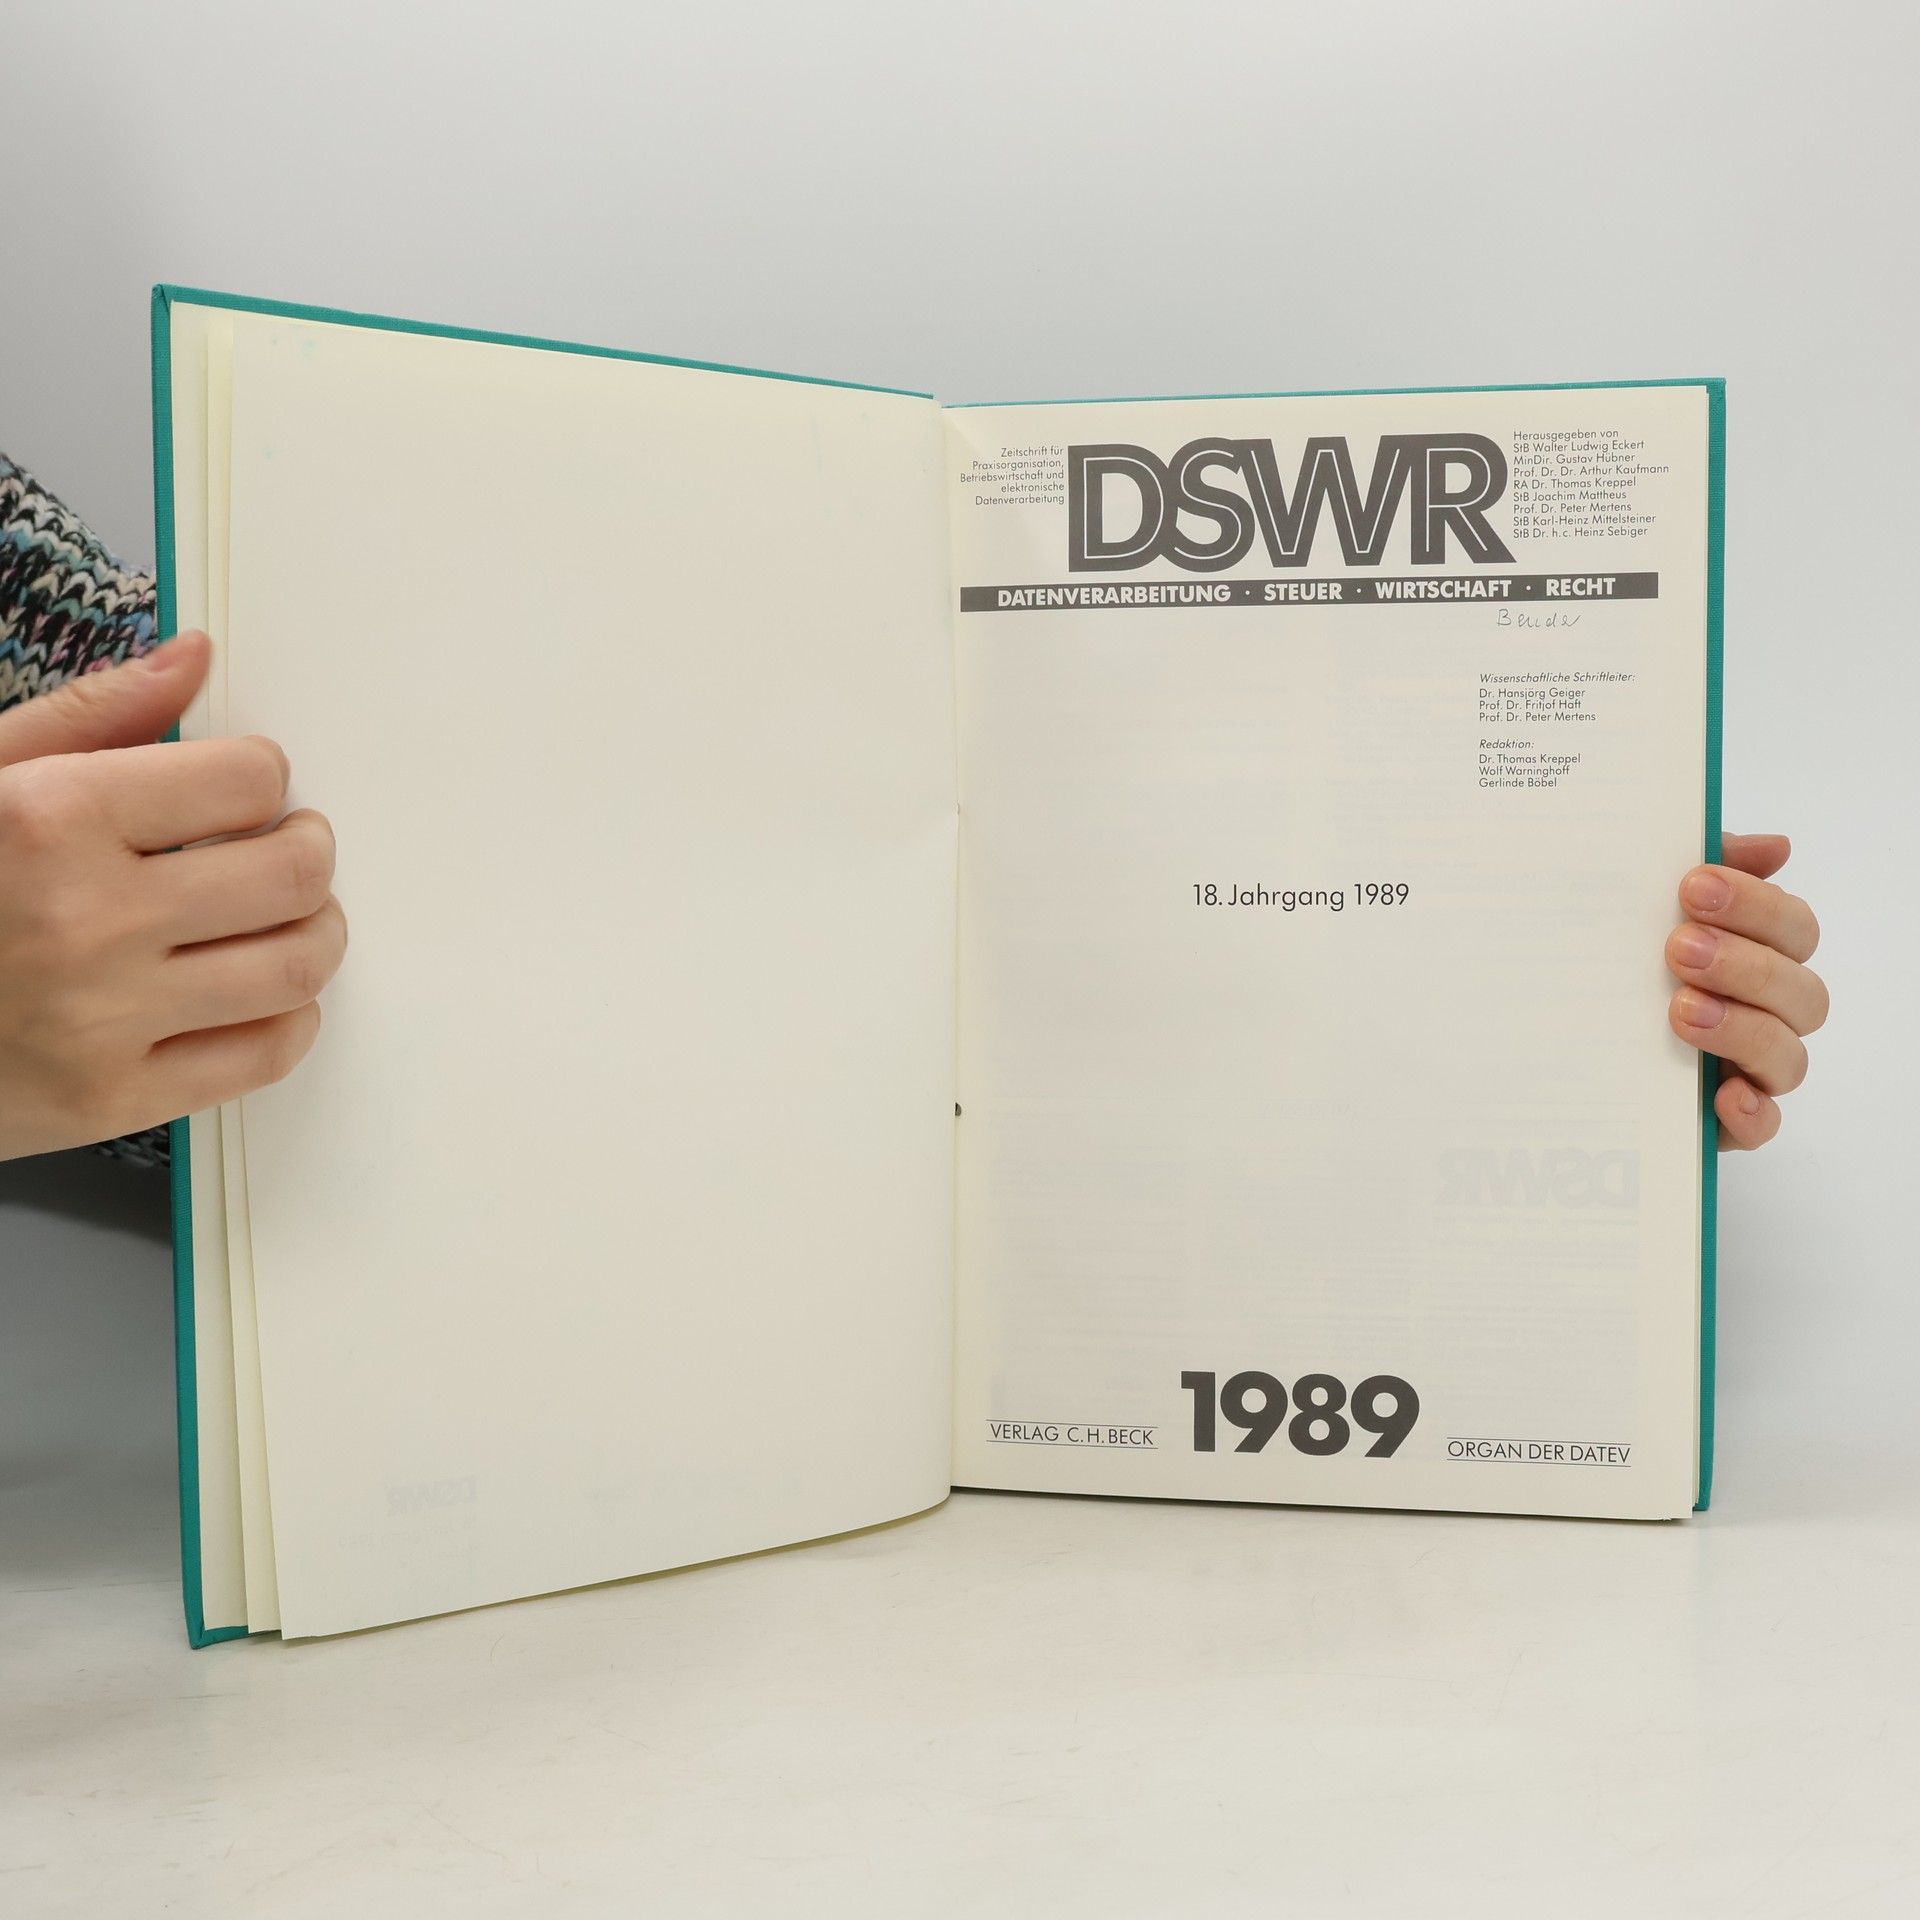 Zeitschrift für
Praxisorganisation,
Betriebswirtschaft und
elektronische
Datenverarbeitung
DSWR
Herausgegeben von
StB Walter Ludwig Eckert
MinDir. Gustav Hübner
Prof. Dr. Dr. Arthur Kaufmann
RA Dr. Thomas Kreppel
StB Joachim Mattheus
Prof. Dr. Peter Mertens
StB Karl-Heinz Mittelsteiner
StB Dr. h.c. Heinz Sebiger
DATENVERARBEITUNG · STEUER · WIRTSCHAFT · RECHT
Wissenschaftliche Schriftleiter:
Dr. Hansjörg Geiger
Prof. Dr. Fritjof Haft
Prof. Dr. Peter Mertens
Redaktion:
Dr. Thomas Kreppel
Wolf Warninghoff
Gerlinde Böbel
18. Jahrgang 1989
VERLAG C.H. BECK
1989
ORGAN DER DATEV